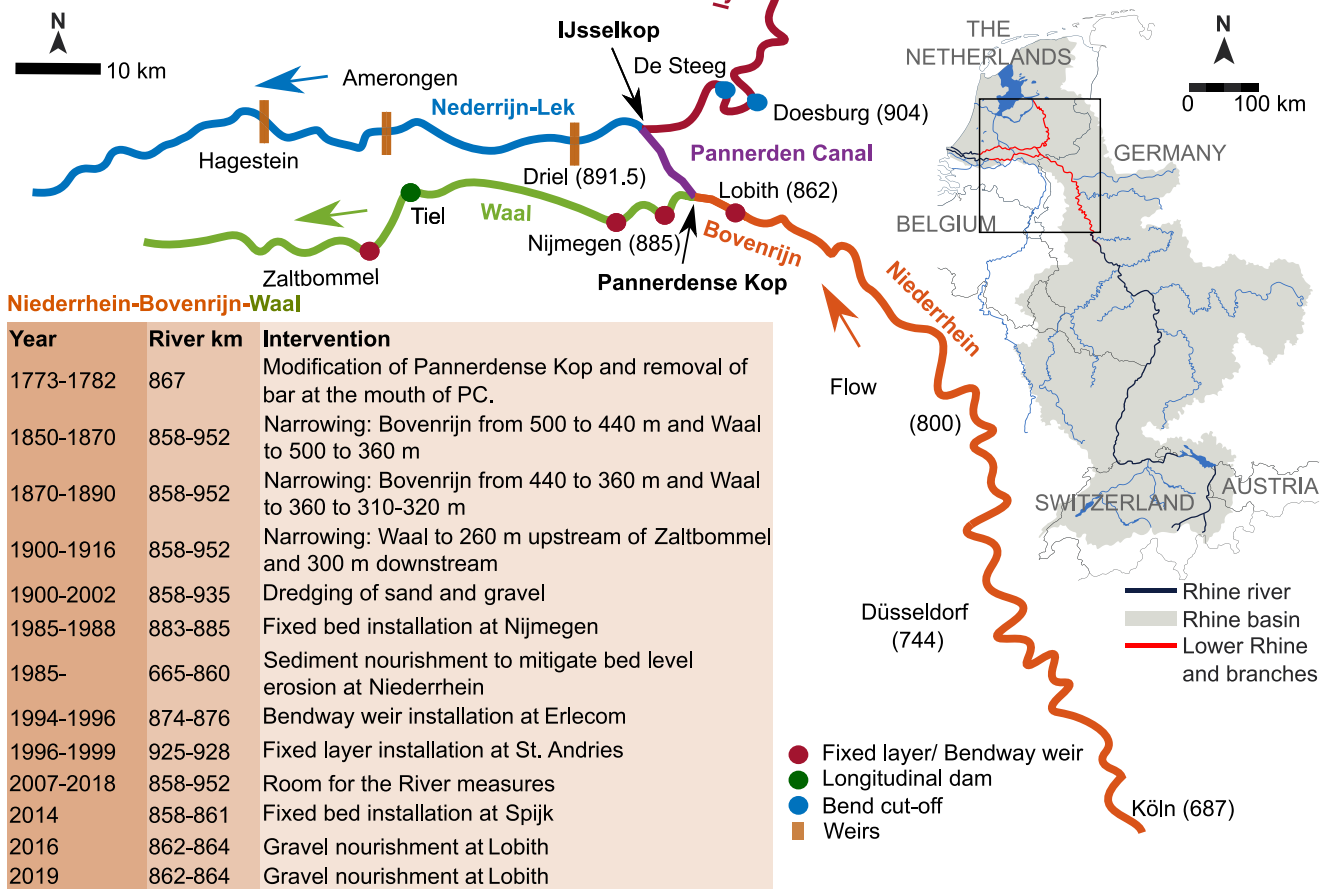 N
10 km
Amerongen
Hagestein
Nederrijn-Lek
IJsselkop
De Steeg
Doesburg (904)
Pannerden Canal
Driel (891.5)
Lobith (862)
Tiel
Waal
Nijmegen (885)
Bovenrijn
Zaltbommel
Pannerdense Kop
Niederrhein
Flow
(800)
Düsseldorf
(744)
Köln (687)
THE
NETHERLANDS
N
0 100 km
GERMANY
BELGIUM
SWITZERLAND
AUSTRIA
Rhine river
Rhine basin
Lower Rhine
and branches
Fixed layer/ Bendway weir
Longitudinal dam
Bend cut-off
Weirs
Niederrhein-Bovenrijn-Waal
Year River km Intervention
1773-1782 867 Modification of Pannerdense Kop and removal of
bar at the mouth of PC.
1850-1870 858-952 Narrowing: Bovenrijn from 500 to 440 m and Waal
to 500 to 360 m
1870-1890 858-952 Narrowing: Bovenrijn from 440 to 360 m and Waal
to 360 to 310-320 m
1900-1916 858-952 Narrowing: Waal to 260 m upstream of Zaltbommel
and 300 m downstream
1900-2002 858-935 Dredging of sand and gravel
1985-1988 883-885 Fixed bed installation at Nijmegen
1985- 665-860 Sediment nourishment to mitigate bed level
erosion at Niederrhein
1994-1996 874-876 Bendway weir installation at Erlecom
1996-1999 925-928 Fixed layer installation at St. Andries
2007-2018 858-952 Room for the River measures
2014 858-861 Fixed bed installation at Spijk
2016 862-864 Gravel nourishment at Lobith
2019 862-864 Gravel nourishment at Lobith